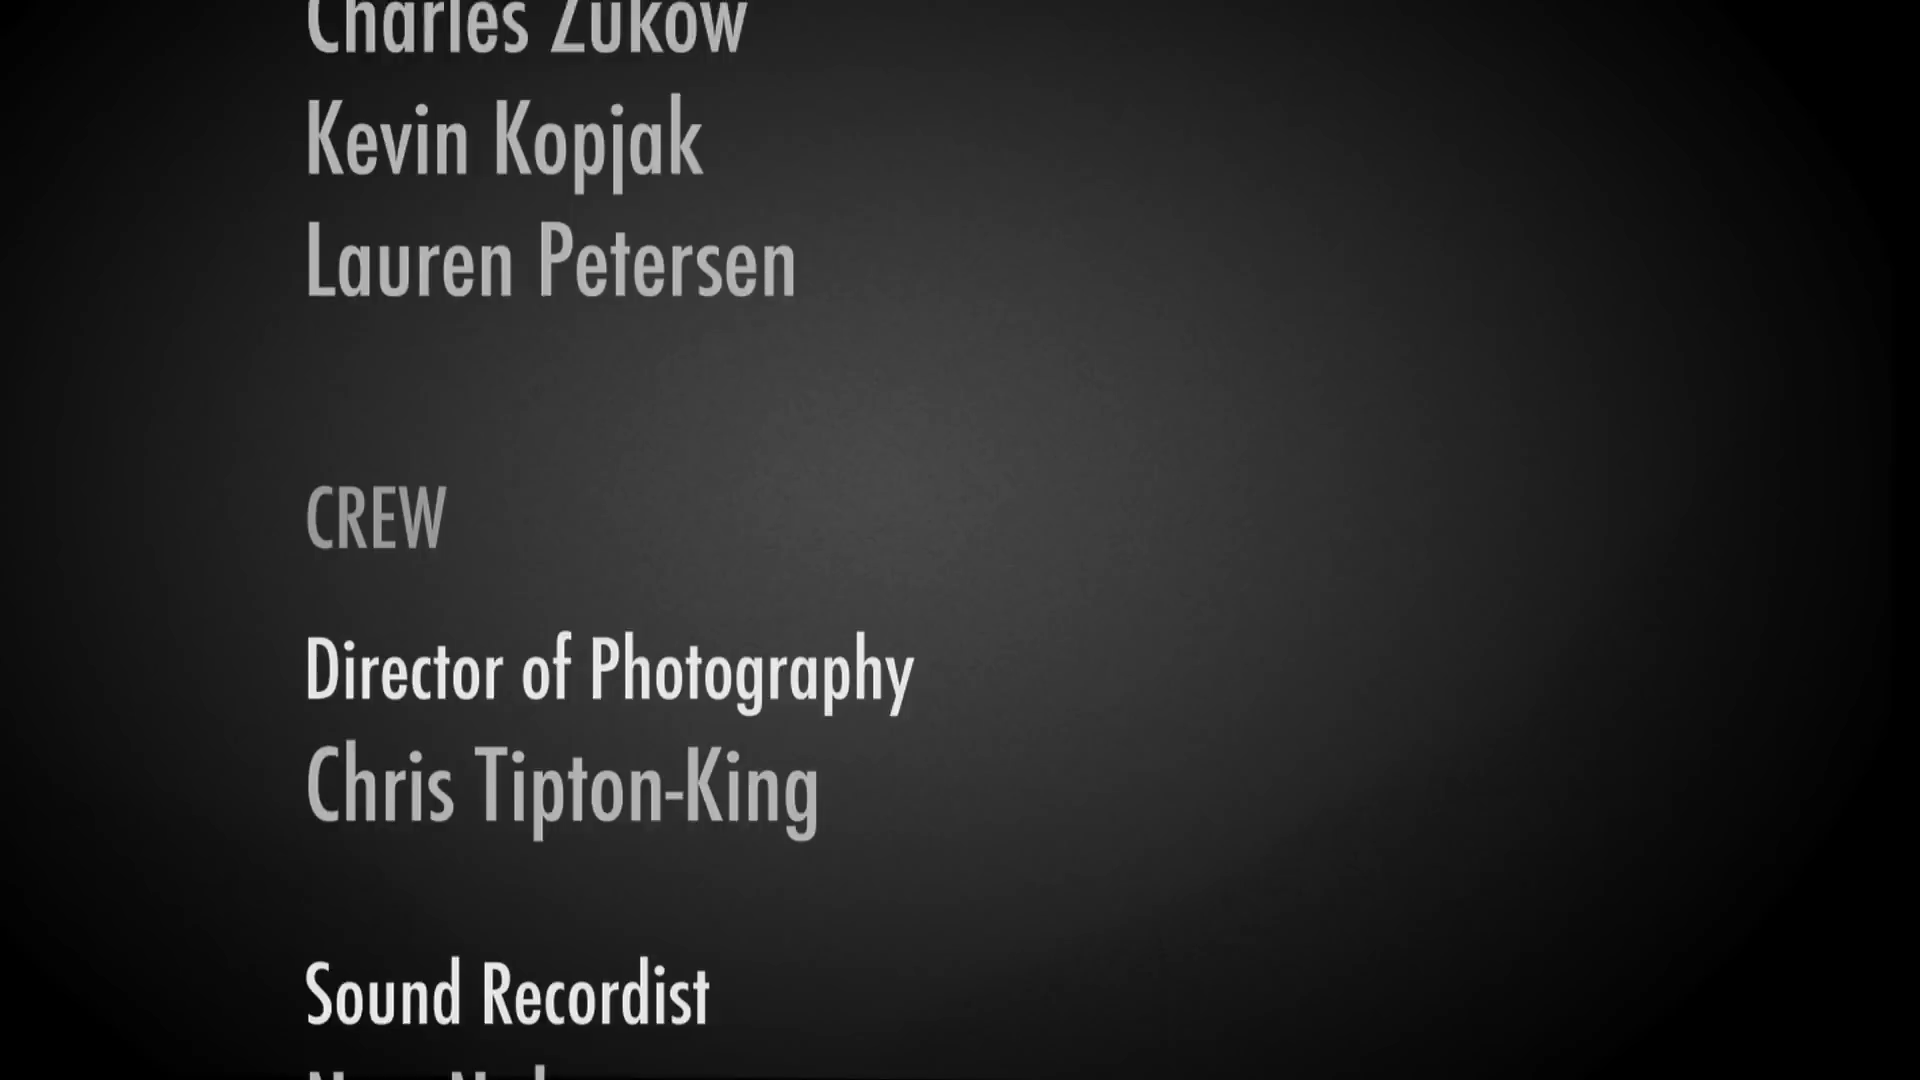 Charles Zukow
Kevin Kopjak
Lauren Petersen
CREW
Director of Photography
Chris Tipton-King
Sound Recordist